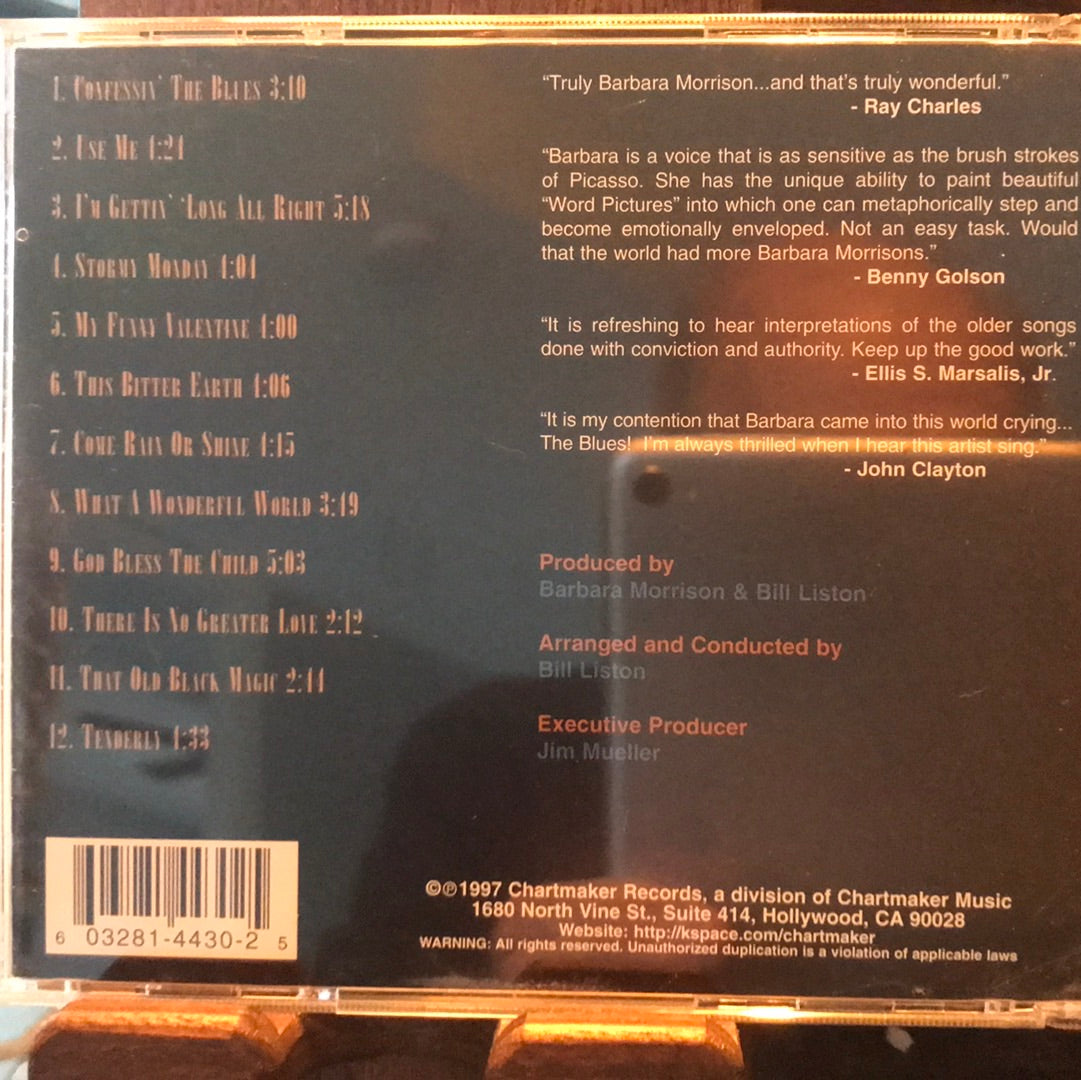 1. Confessin' The Blues 3:10
2. Use Me 4:24
3. I'm Gettin' 'Long All Right 5:18
4. Stormy Monday 4:04
5. My Funny Valentine 4:00
6. This Bitter Earth 4:06
7. Come Rain Or Shine 4:15
8. What A Wonderful World 3:49
9. God Bless The Child 5:03
10. There Is No Greater Love 2:12
11. That Old Black Magic 2:44
12. Tenderly 4:33
6 03281-4430-2 5
“Truly Barbara Morrison...and that's truly wonderful.”
- Ray Charles
“Barbara is a voice that is as sensitive as the brush strokes
of Picasso. She has the unique ability to paint beautiful
“Word Pictures” into which one can metaphorically step and
become emotionally enveloped. Not an easy task. Would
that the world had more Barbara Morrisons.”
- Benny Golson
“It is refreshing to hear interpretations of the older songs
done with conviction and authority. Keep up the good work.”
- Ellis S. Marsalis, Jr.
“It is my contention that Barbara came into this world crying...
The Blues! I'm always thrilled when I hear this artist sing.”
- John Clayton
Produced by
Barbara Morrison & Bill Liston
Arranged and Conducted by
Bill Liston
Executive Producer
Jim Mueller
©℗1997 Chartmaker Records, a division of Chartmaker Music
1680 North Vine St., Suite 414, Hollywood, CA 90028
Website: http://kspace.com/chartmaker
WARNING: All rights reserved. Unauthorized duplication is a violation of applicable laws